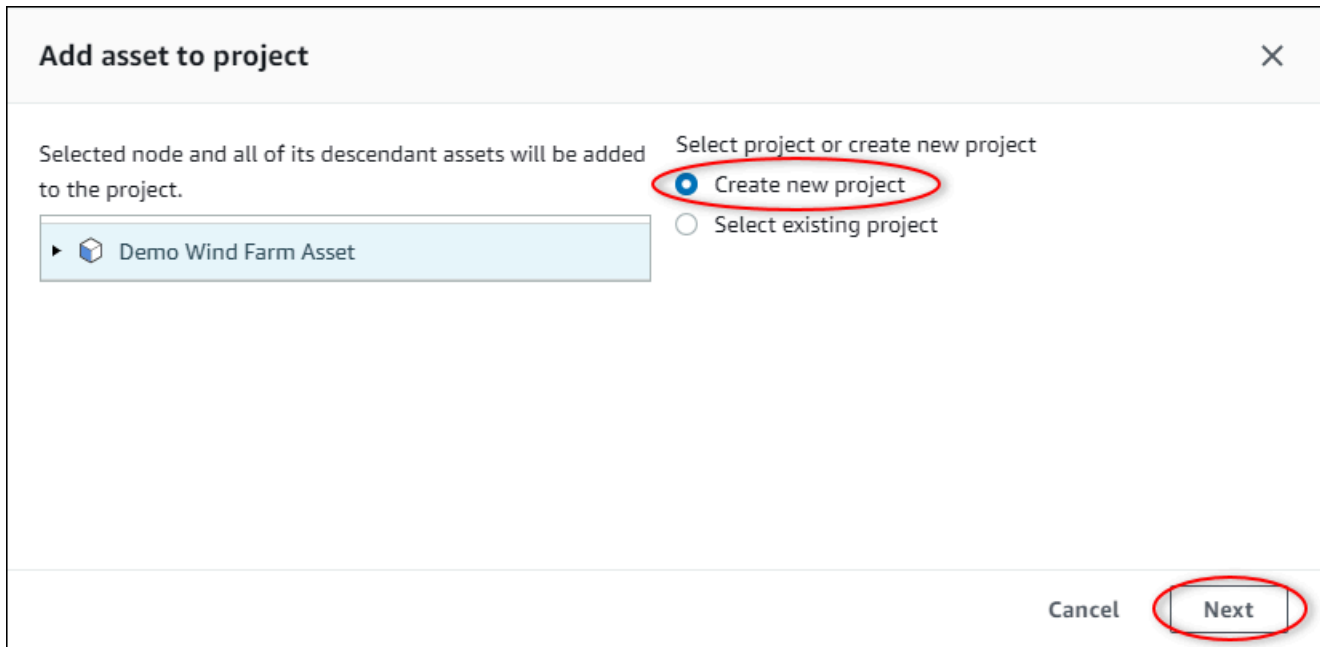 Add asset to project
Selected node and all of its descendant assets will be added
to the project.
Demo Wind Farm Asset
Select project or create new project
Create new project
Select existing project
Cancel
Next